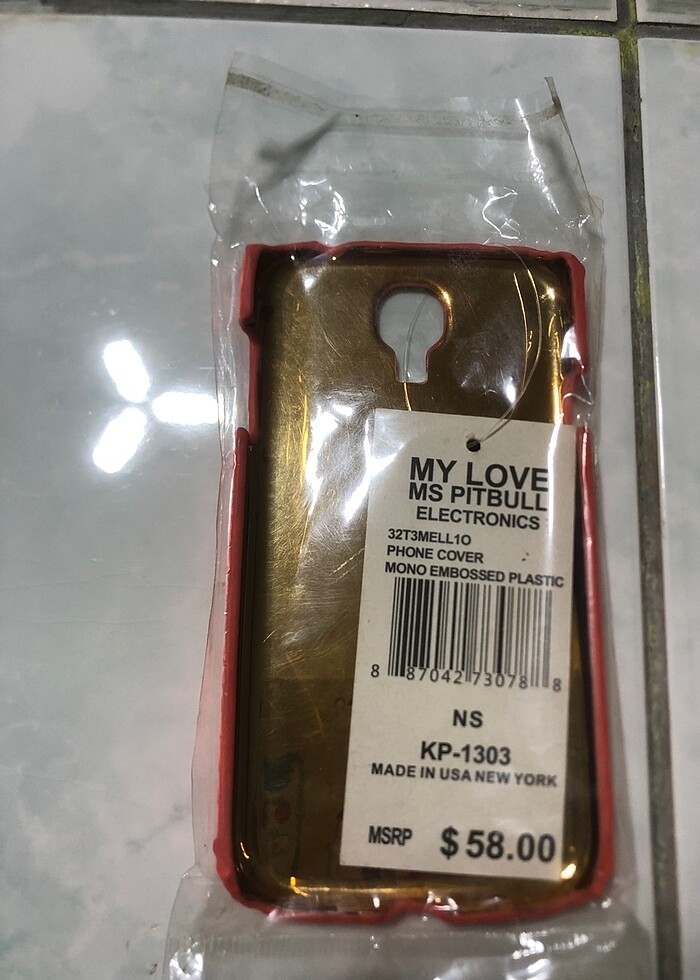 MY LOVE
MS PITBULL
ELECTRONICS
32T3MELL1O
PHONE COVER
MONO EMBOSSED PLASTIC
8 87042 73078 8
NS
KP-1303
MADE IN USA NEW YORK
MSRP $58.00